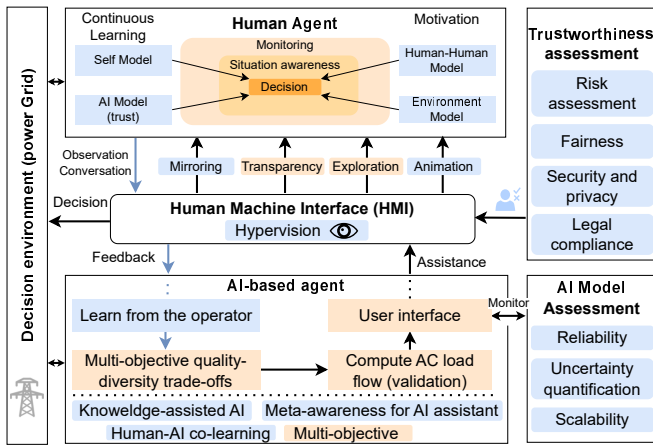 Decision environment (power Grid)
Continuous
Learning
Human Agent
Motivation
Monitoring
Self Model
Human-Human
Model
Situation awareness
Decision
AI Model
(trust)
Environment
Model
Observation
Conversation
Mirroring
Transparency
Exploration
Animation
Decision
Human Machine Interface (HMI)
Hypervision
Feedback
Assistance
AI-based agent
Learn from the operator
User interface
Multi-objective quality-
diversity trade-offs
Compute AC load
flow (validation)
Knoweldge-assisted AI
Meta-awareness for AI assistant
Human-AI co-learning
Multi-objective
Monitor
Trustworthiness
assessment
Risk
assessment
Fairness
Security and
privacy
Legal
compliance
AI Model
Assessment
Reliability
Uncertainty
quantification
Scalability